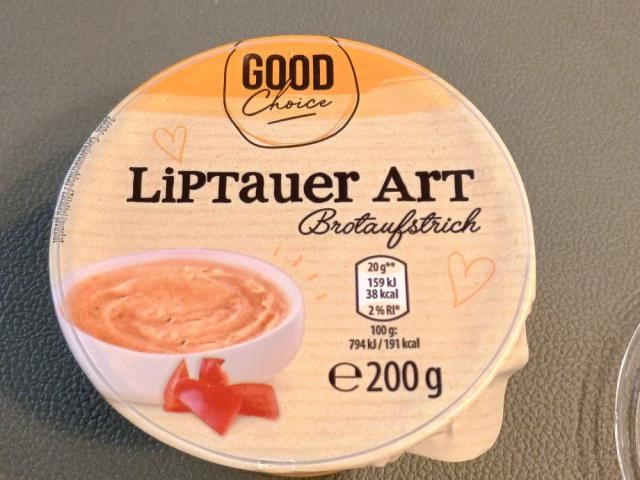 GOOD
Choice
LiPTauer ArT
Brotaufstrich
20 g**
159 kJ
38 kcal
2 % RI*
100 g:
794 kJ / 191 kcal
℮ 200 g